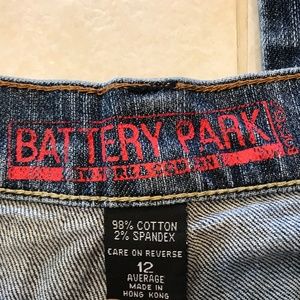 BATTERY PARK
98% COTTON
2% SPANDEX
CARE ON REVERSE
12
AVERAGE
MADE IN
HONG KONG